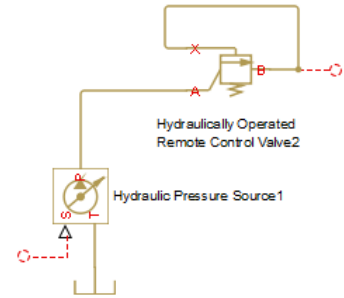 X
B
A
Hydraulically Operated
Remote Control Valve2
P
Hydraulic Pressure Source1
S
T